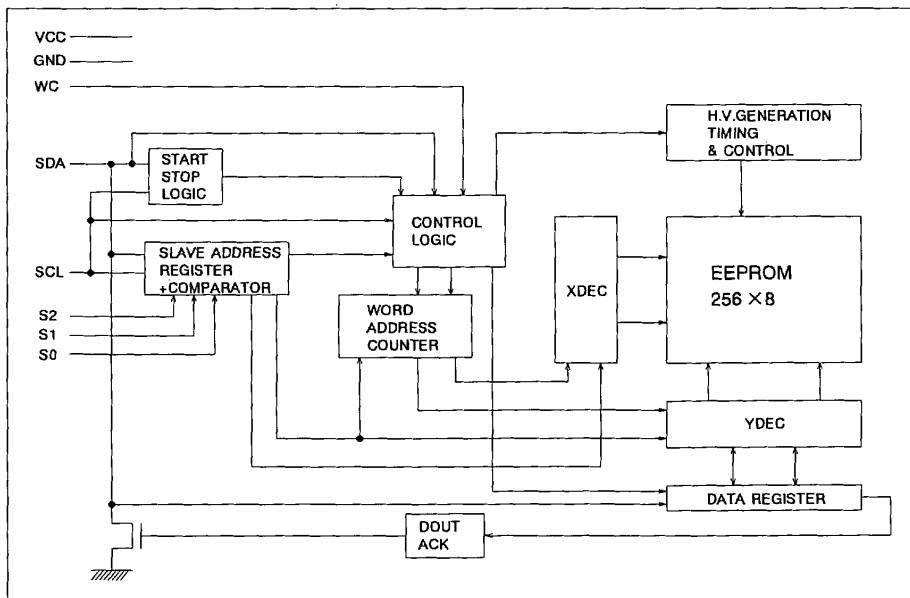 VCC
GND
WC
SDA
START
STOP
LOGIC
SCL
SLAVE ADDRESS
REGISTER
+COMPARATOR
S2
S1
S0
CONTROL
LOGIC
WORD
ADDRESS
COUNTER
H.V.GENERATION
TIMING
& CONTROL
XDEC
EEPROM
256 ×8
YDEC
DATA REGISTER
DOUT
ACK